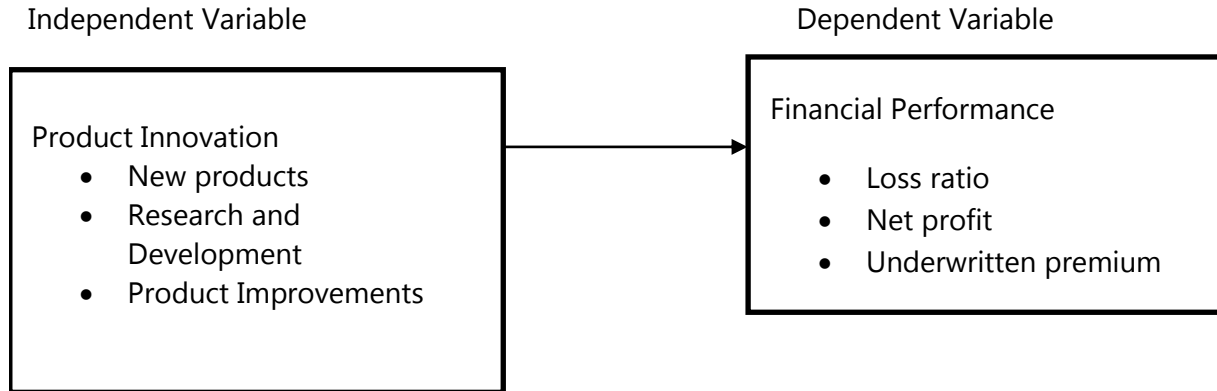 Independent Variable
Dependent Variable
Product Innovation
• New products
• Research and
Development
• Product Improvements
Financial Performance
• Loss ratio
• Net profit
• Underwritten premium